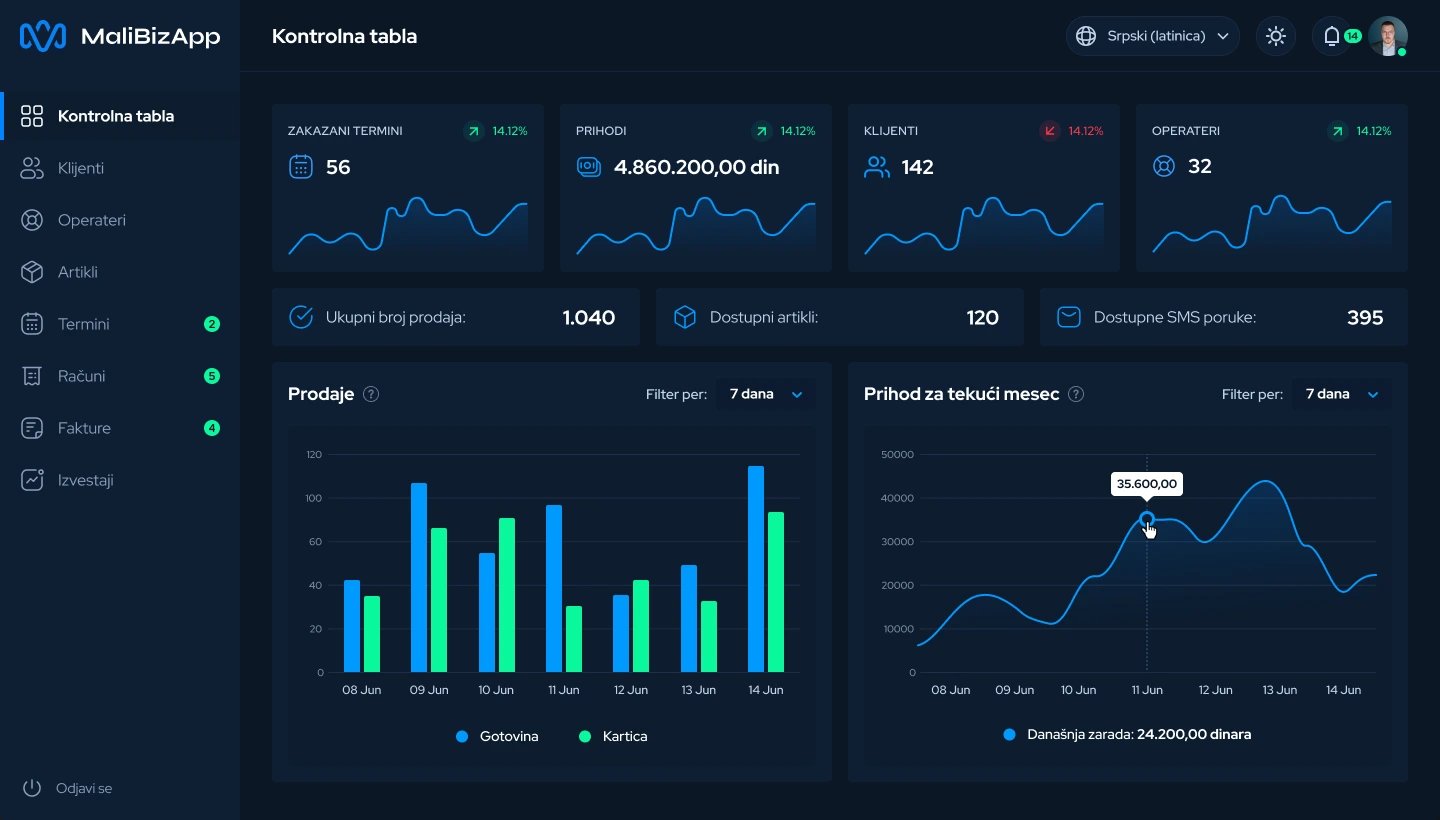 MaliBizApp
Kontrolna tabla
Srpski (latinica)
14
Kontrolna tabla
Klijenti
Operateri
Artikli
Termini 2
Računi 5
Fakture 4
Izvestaji
Odjavi se
ZAKAZANI TERMINI 14.12%
56
PRIHODI 14.12%
4.860.200,00 din
KLIJENTI 14.12%
142
OPERATERI 14.12%
32
Ukupni broj prodaja: 1.040
Dostupni artikli: 120
Dostupne SMS poruke: 395
Prodaje ? Filter per: 7 dana
120
100
60
40
20
0
08 Jun 09 Jun 10 Jun 11 Jun 12 Jun 13 Jun 14 Jun
Gotovina Kartica
Prihod za tekući mesec ? Filter per: 7 dana
50000
35.600,00
40000
30000
20000
10000
0
08 Jun 09 Jun 10 Jun 11 Jun 12 Jun 13 Jun 14 Jun
Današnja zarada: 24.200,00 dinara